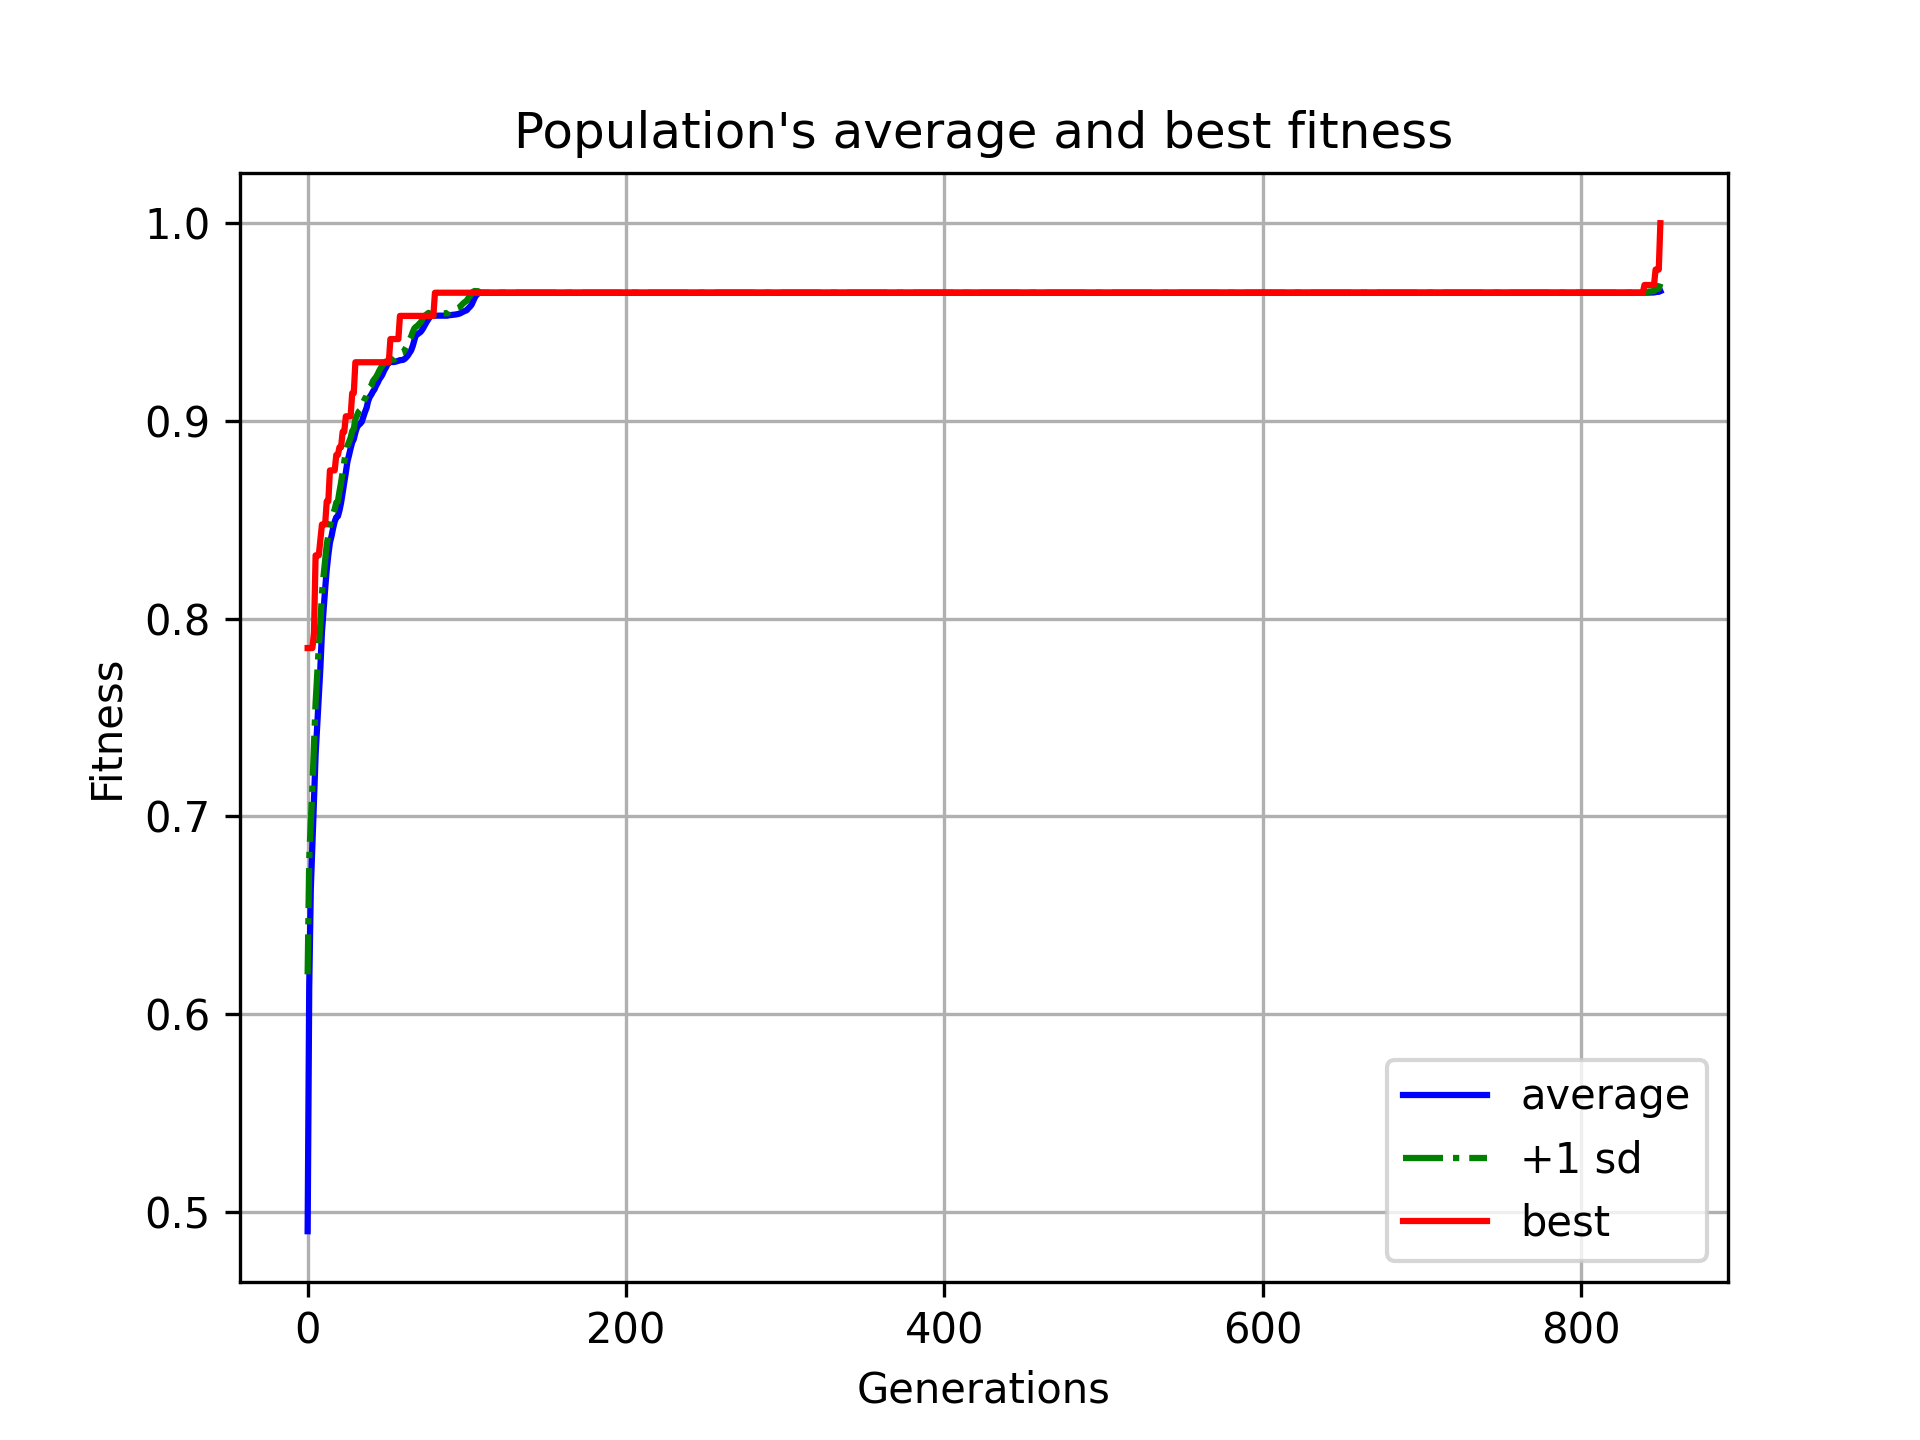 Population's average and best fitness
1.0
0.9
0.8
0.7
0.6
0.5
Fitness
average
+1 sd
best
0 200 400 600 800
Generations